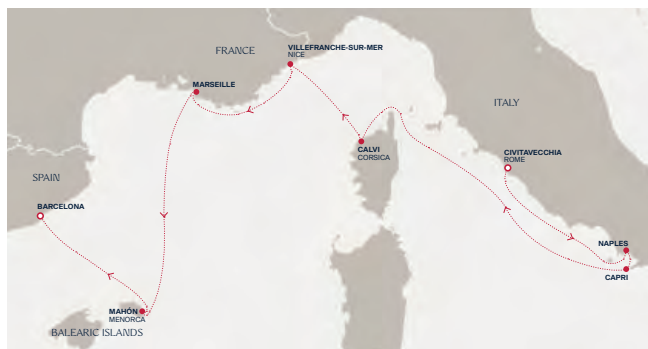 VILLEFRANCHE-SUR-MER
NICE
FRANCE
MARSEILLE
ITALY
CALVI
CORSICA
CIVITAVECCHIA
ROME
SPAIN
BARCELONA
NAPLES
CAPRI
MAHÓN
MENORCA
BALEARIC ISLANDS